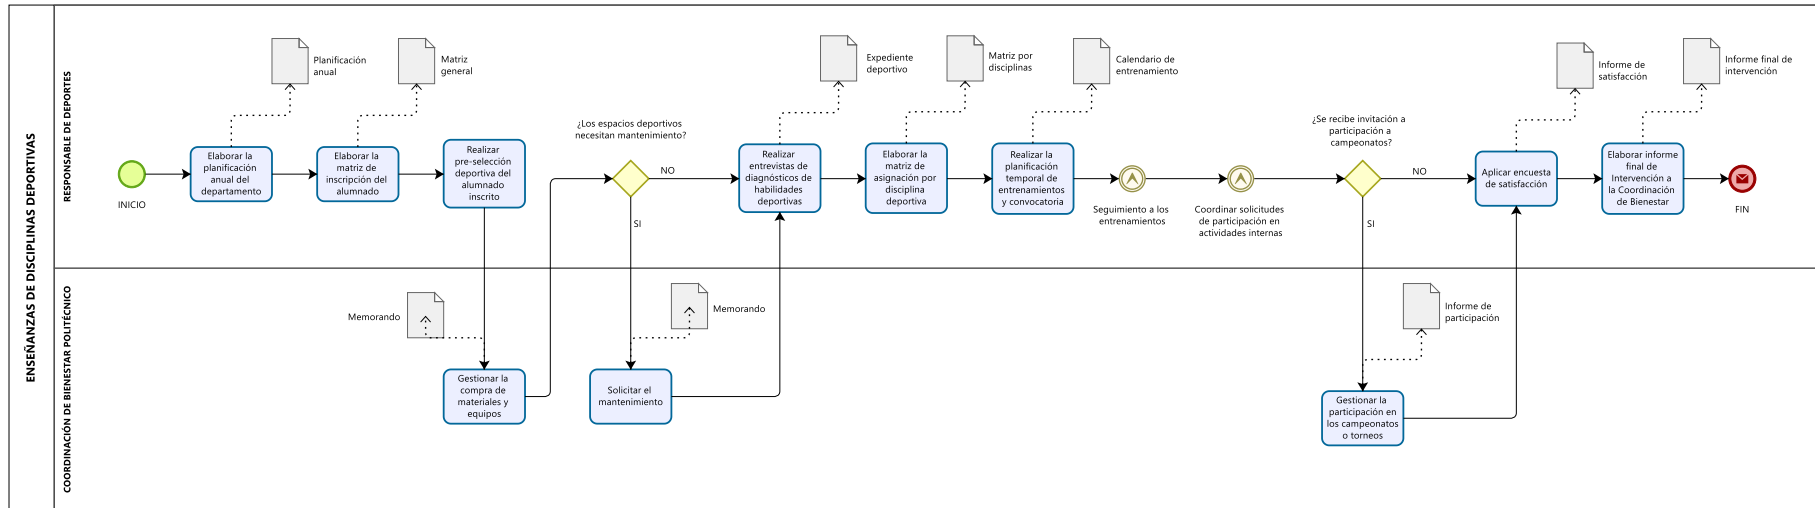 ENSEÑANZAS DE DISCIPLINAS DEPORTIVAS
RESPONSABLE DE DEPORTES
INICIO
Elaborar la
planificación
anual del
departamento
Planificación
anual
Elaborar la
matriz de
inscripción del
alumnado
Matriz
general
Realizar
pre-selección
deportiva del
alumnado
inscrito
¿Los espacios deportivos
necesitan mantenimiento?
NO
SI
Realizar
entrevistas de
diagnósticos de
habilidades
deportivas
Expediente
deportivo
Elaborar la
matriz de
asignación por
disciplina
deportiva
Matriz por
disciplinas
Realizar la
planificación
temporal de
entrenamientos
y convocatoria
Calendario de
entrenamiento
Seguimiento a los
entrenamientos
Coordinar solicitudes
de participación en
actividades internas
¿Se recibe invitación a
participación a
campeonatos?
NO
SI
Aplicar encuesta
de satisfacción
Informe de
satisfacción
Elaborar informe
final de
Intervención a
la Coordinación
de Bienestar
Informe final de
intervención
FIN
COORDINACIÓN DE BIENESTAR POLITÉCNICO
Memorando
Gestionar la
compra de
materiales y
equipos
Memorando
Solicitar el
mantenimiento
Informe de
participación
Gestionar la
participación en
los campeonatos
o torneos